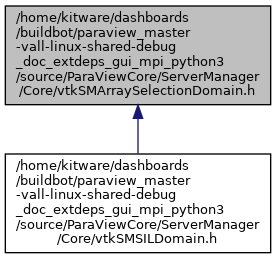 /home/kitware/dashboards
/buildbot/paraview_master
-vall-linux-shared-debug
_doc_extdeps_gui_mpi_python3
/source/ParaViewCore/ServerManager
/Core/vtkSMArraySelectionDomain.h
/home/kitware/dashboards
/buildbot/paraview_master
-vall-linux-shared-debug
_doc_extdeps_gui_mpi_python3
/source/ParaViewCore/ServerManager
/Core/vtkSMSILDomain.h